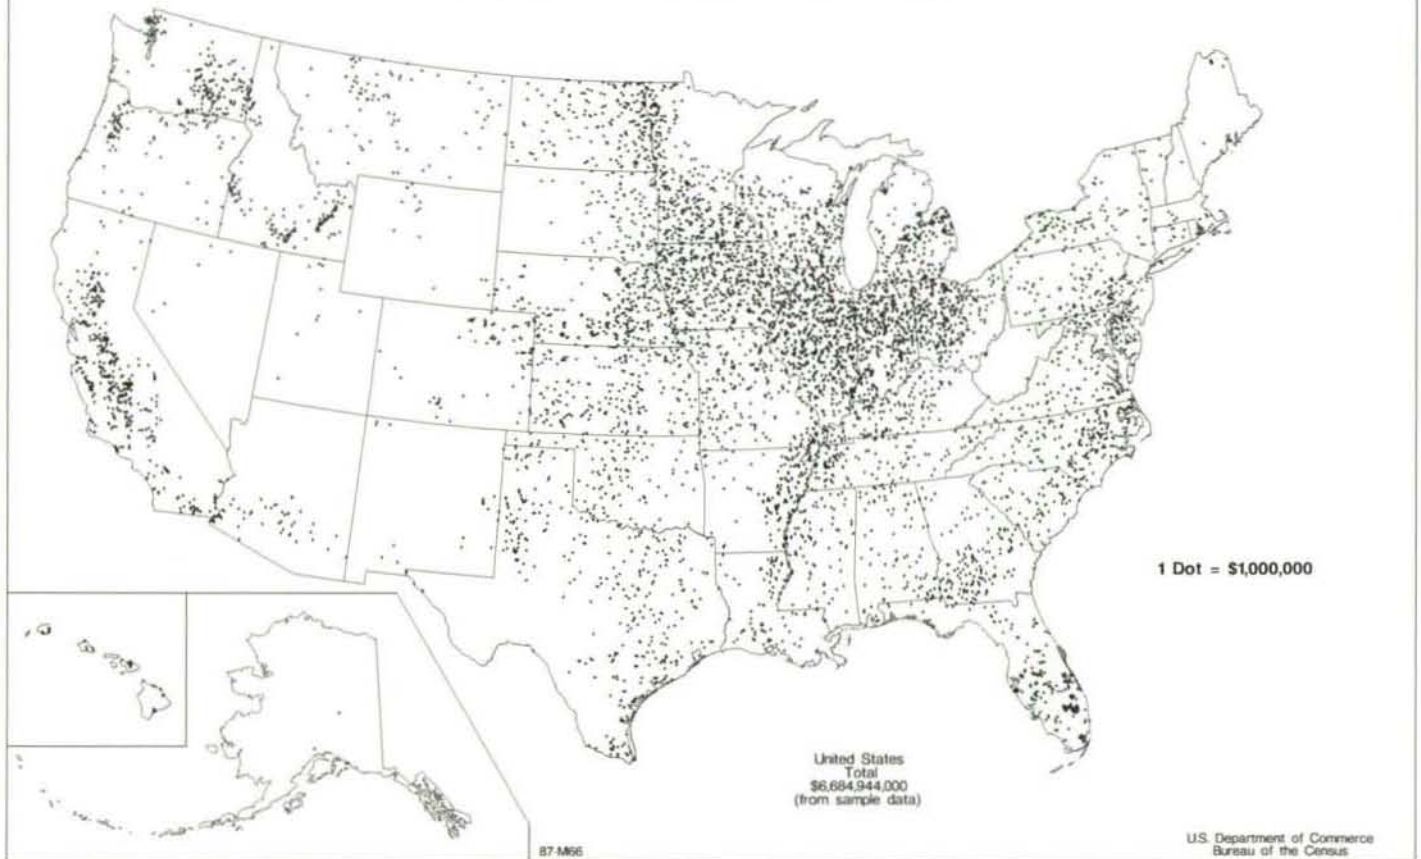 1 Dot = $1,000,000
United States
Total
$6,684,944,000
(from sample data)
87-M66
U.S. Department of Commerce
Bureau of the Census